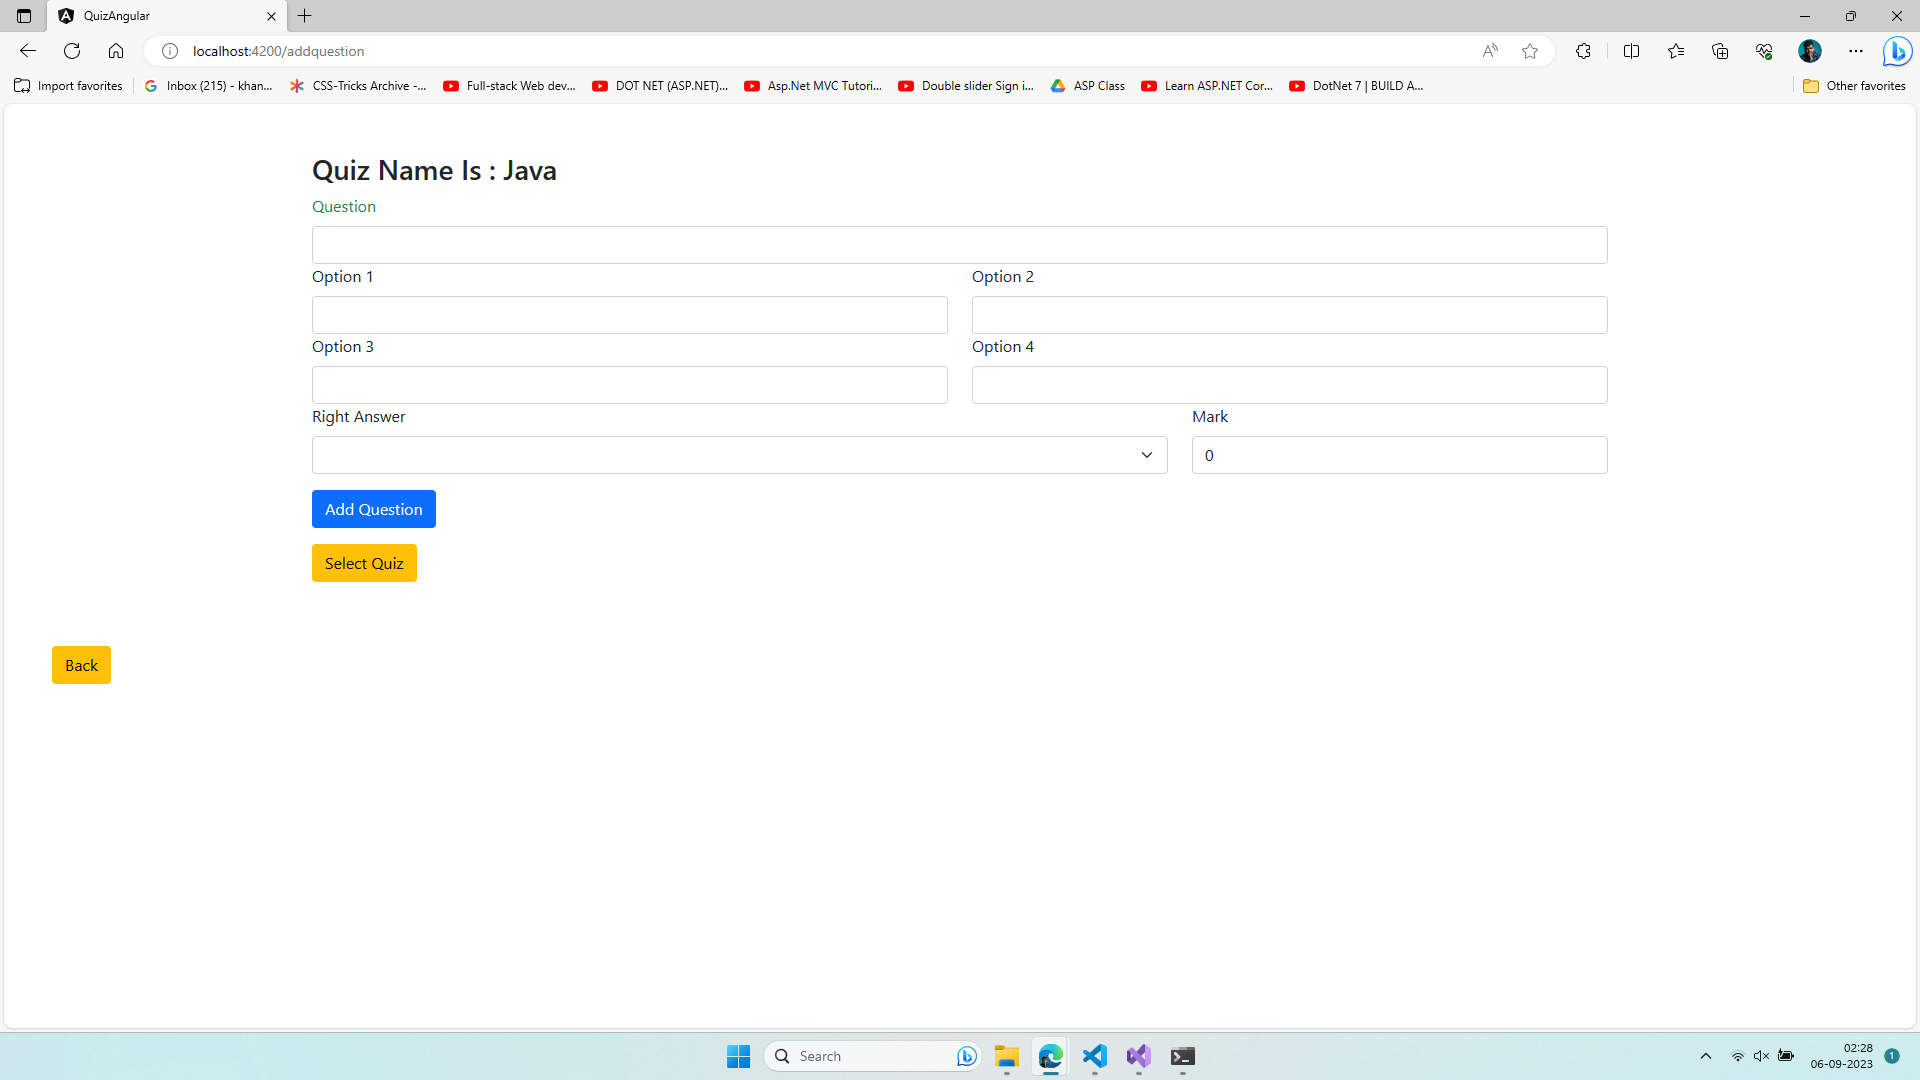 QuizAngular
localhost:4200/addquestion
Import favorites
Inbox (215) - khan...
CSS-Tricks Archive -...
Full-stack Web dev...
DOT NET (ASP.NET)...
Asp.Net MVC Tutori...
Double slider Sign i...
ASP Class
Learn ASP.NET Cor...
DotNet 7 | BUILD A...
Other favorites
Quiz Name Is : Java
Question
Option 1
Option 2
Option 3
Option 4
Right Answer
Mark
0
Add Question
Select Quiz
Back
Search
02:28
06-09-2023
1